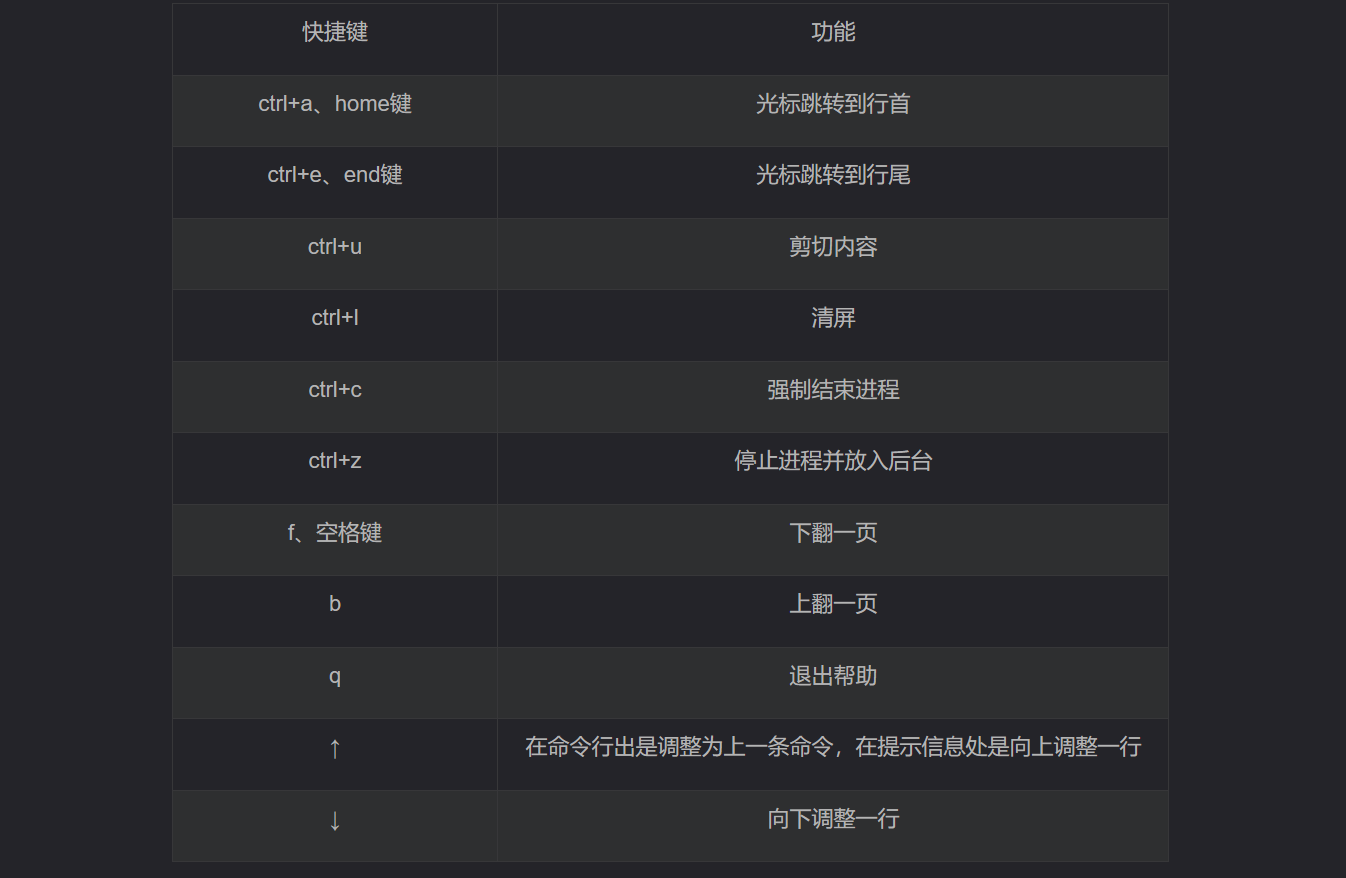 快捷键 功能
ctrl+a、home键 光标跳转到行首
ctrl+e、end键 光标跳转到行尾
ctrl+u 剪切内容
ctrl+l 清屏
ctrl+c 强制结束进程
ctrl+z 停止进程并放入后台
f、空格键 下翻一页
b 上翻一页
q 退出帮助
↑ 在命令行出是调整为上一条命令，在提示信息处是向上调整一行
↓ 向下调整一行